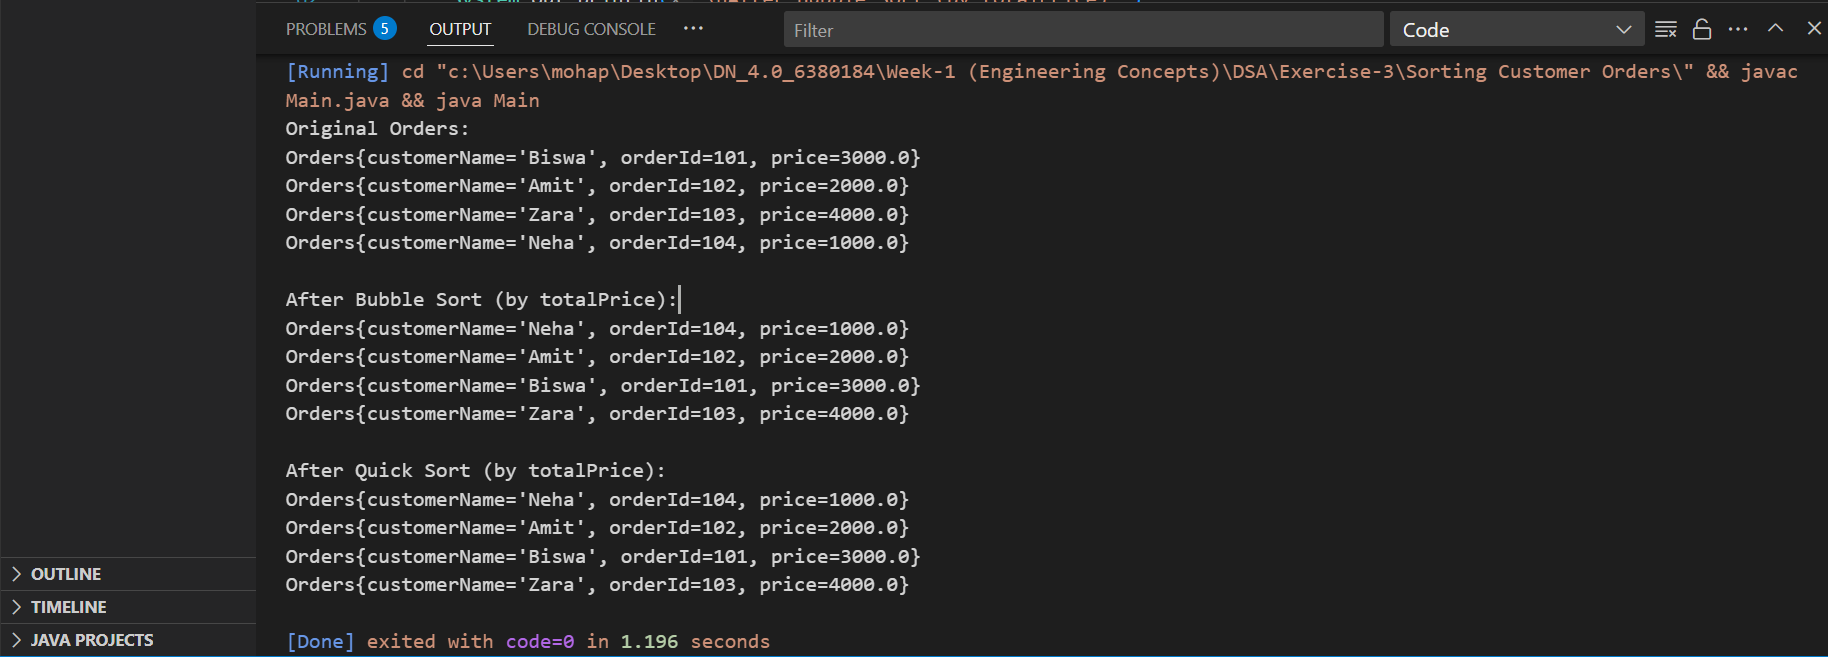 PROBLEMS 5 OUTPUT DEBUG CONSOLE ··· Filter Code
[Running] cd "c:\Users\mohap\Desktop\DN_4.0_6380184\Week-1 (Engineering Concepts)\DSA\Exercise-3\Sorting Customer Orders\" && javac
Main.java && java Main
Original Orders:
Orders{customerName='Biswa', orderId=101, price=3000.0}
Orders{customerName='Amit', orderId=102, price=2000.0}
Orders{customerName='Zara', orderId=103, price=4000.0}
Orders{customerName='Neha', orderId=104, price=1000.0}
After Bubble Sort (by totalPrice):
Orders{customerName='Neha', orderId=104, price=1000.0}
Orders{customerName='Amit', orderId=102, price=2000.0}
Orders{customerName='Biswa', orderId=101, price=3000.0}
Orders{customerName='Zara', orderId=103, price=4000.0}
After Quick Sort (by totalPrice):
Orders{customerName='Neha', orderId=104, price=1000.0}
Orders{customerName='Amit', orderId=102, price=2000.0}
Orders{customerName='Biswa', orderId=101, price=3000.0}
Orders{customerName='Zara', orderId=103, price=4000.0}
[Done] exited with code=0 in 1.196 seconds
OUTLINE
TIMELINE
JAVA PROJECTS